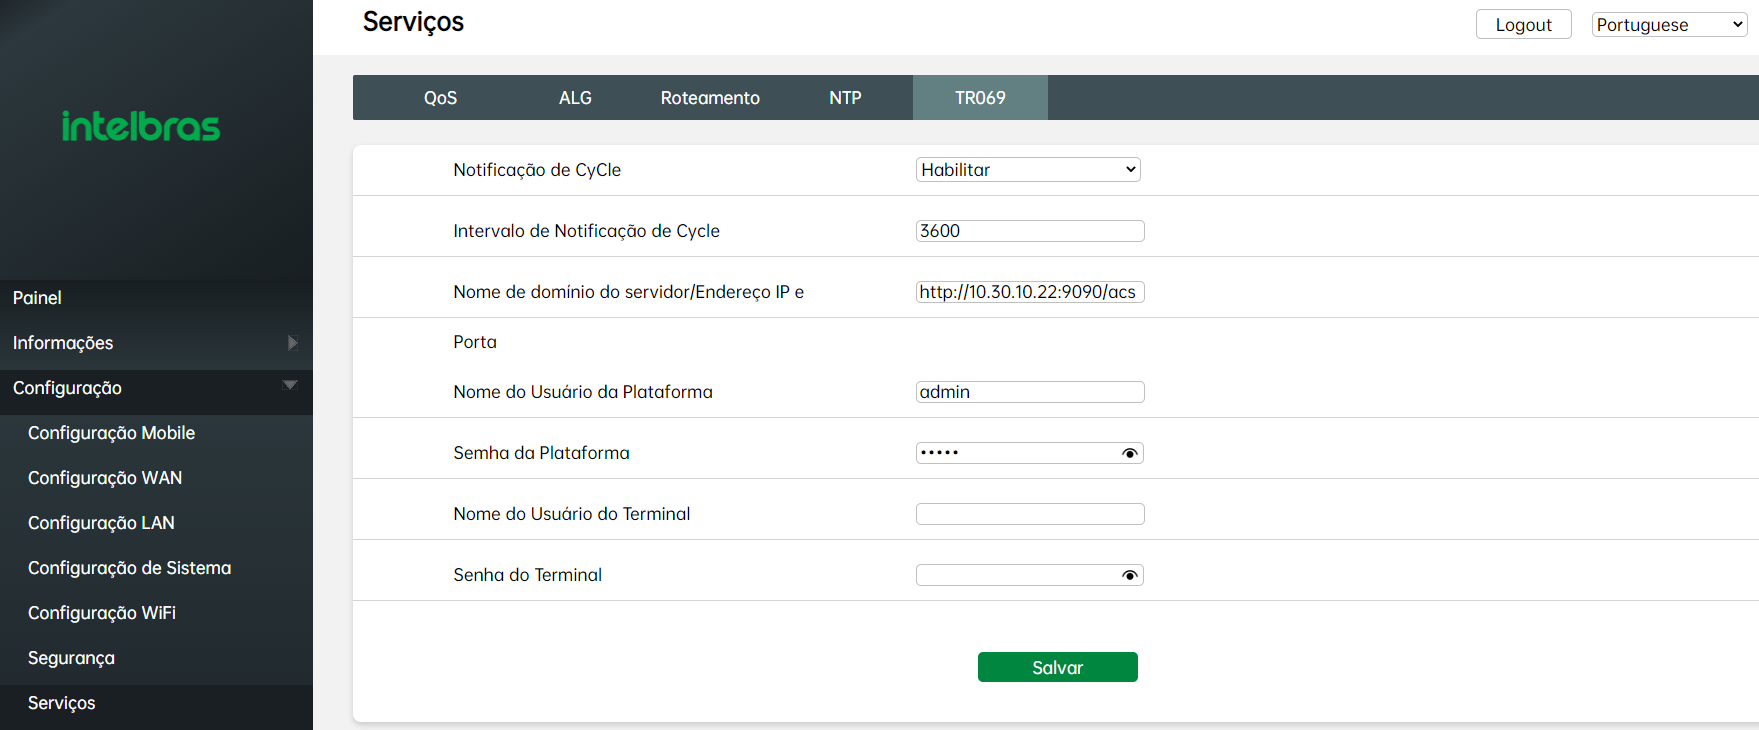 Serviços
Logout
Portuguese
intelbras
QoS
ALG
Roteamento
NTP
TR069
Notificação de CyCle
Habilitar
Intervalo de Notificação de Cycle
3600
Nome de domínio do servidor/Endereço IP e
http://10.30.10.22:9090/acs
Porta
Nome do Usuário da Plataforma
admin
Semha da Plataforma
•••••
Nome do Usuário do Terminal
Senha do Terminal
Salvar
Painel
Informações
Configuração
Configuração Mobile
Configuração WAN
Configuração LAN
Configuração de Sistema
Configuração WiFi
Segurança
Serviços